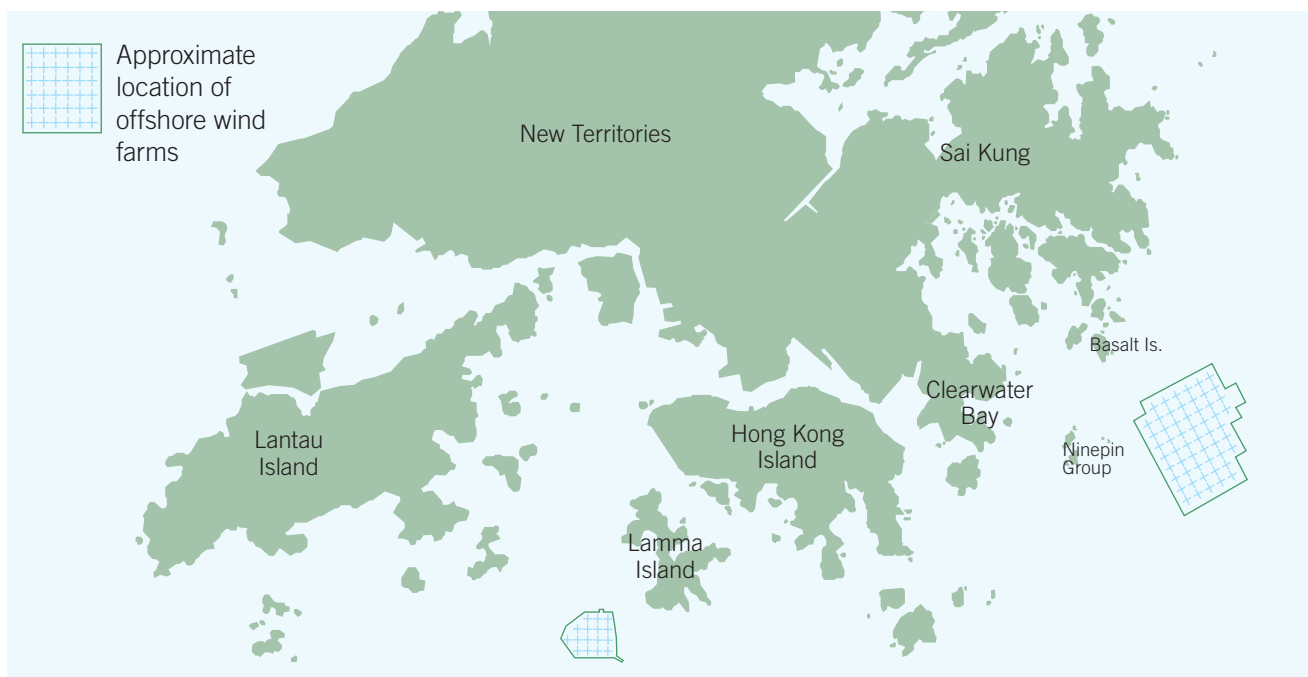 Approximate
location of
offshore wind
farms
New Territories
Sai Kung
Basalt Is.
Clearwater
Bay
Lantau
Island
Hong Kong
Island
Ninepin
Group
Lamma
Island